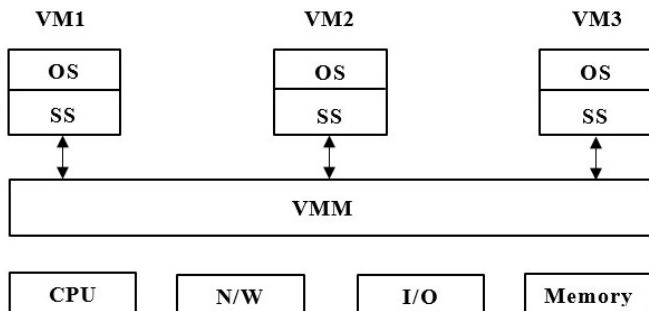 VM1 VM2 VM3
OS OS OS
SS SS SS
VMM
CPU N/W I/O Memory